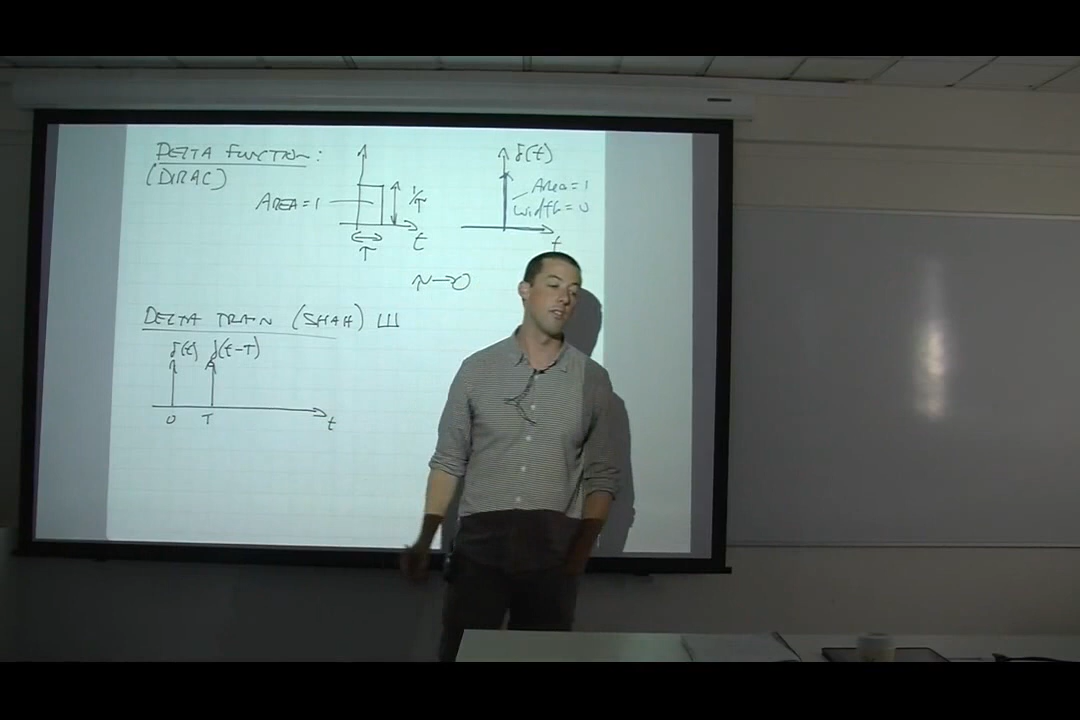 DELTA FUNCTION:
(DIRAC)
AREA = 1
1/T
t
T
δ(t)
AREA = 1
WIDTH = 0
t
T→0
DELTA TRAIN (SHAH) Ш
δ(t) δ(t-T)
0 T t